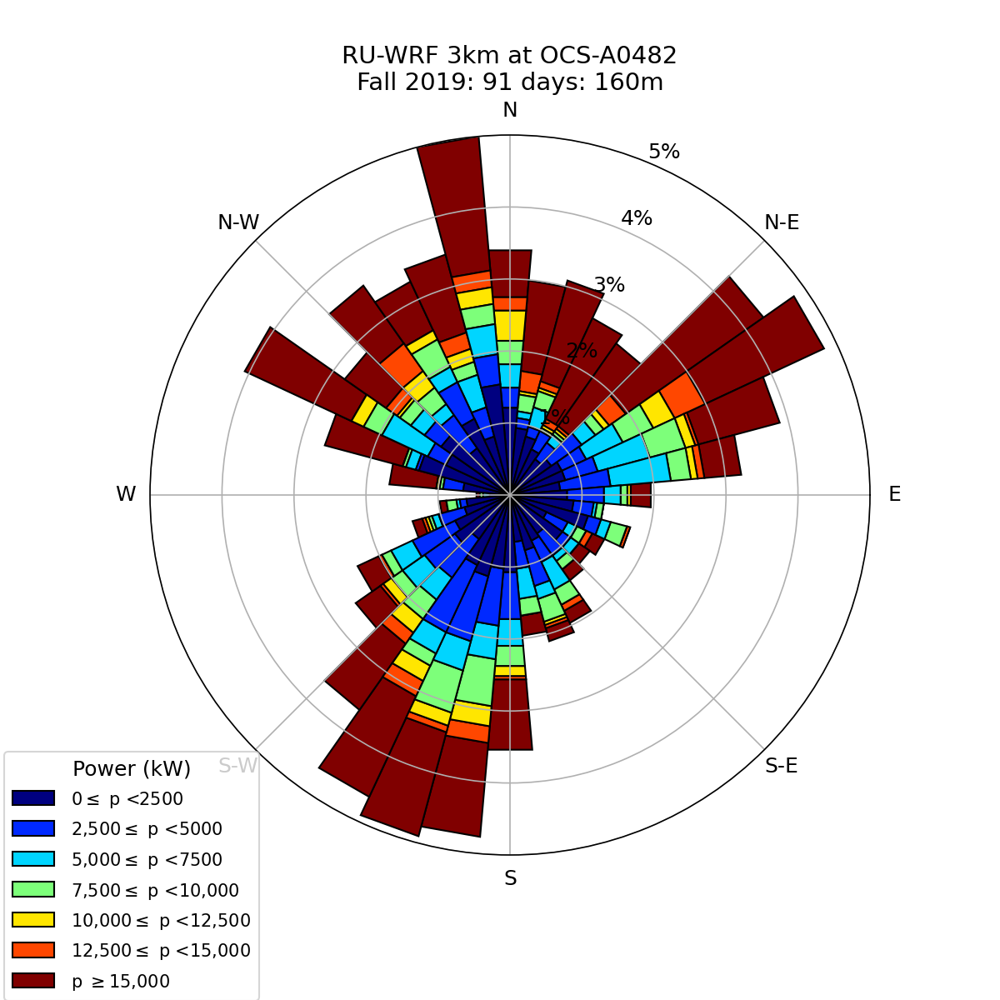 RU-WRF 3km at OCS-A0482
Fall 2019: 91 days: 160m
N
5%
4%
N-W
N-E
3%
2%
1%
W
E
S-W
S-E
S
Power (kW)
0≤ p <2500
2,500≤ p <5000
5,000≤ p <7500
7,500≤ p <10,000
10,000≤ p <12,500
12,500≤ p <15,000
p ≥15,000